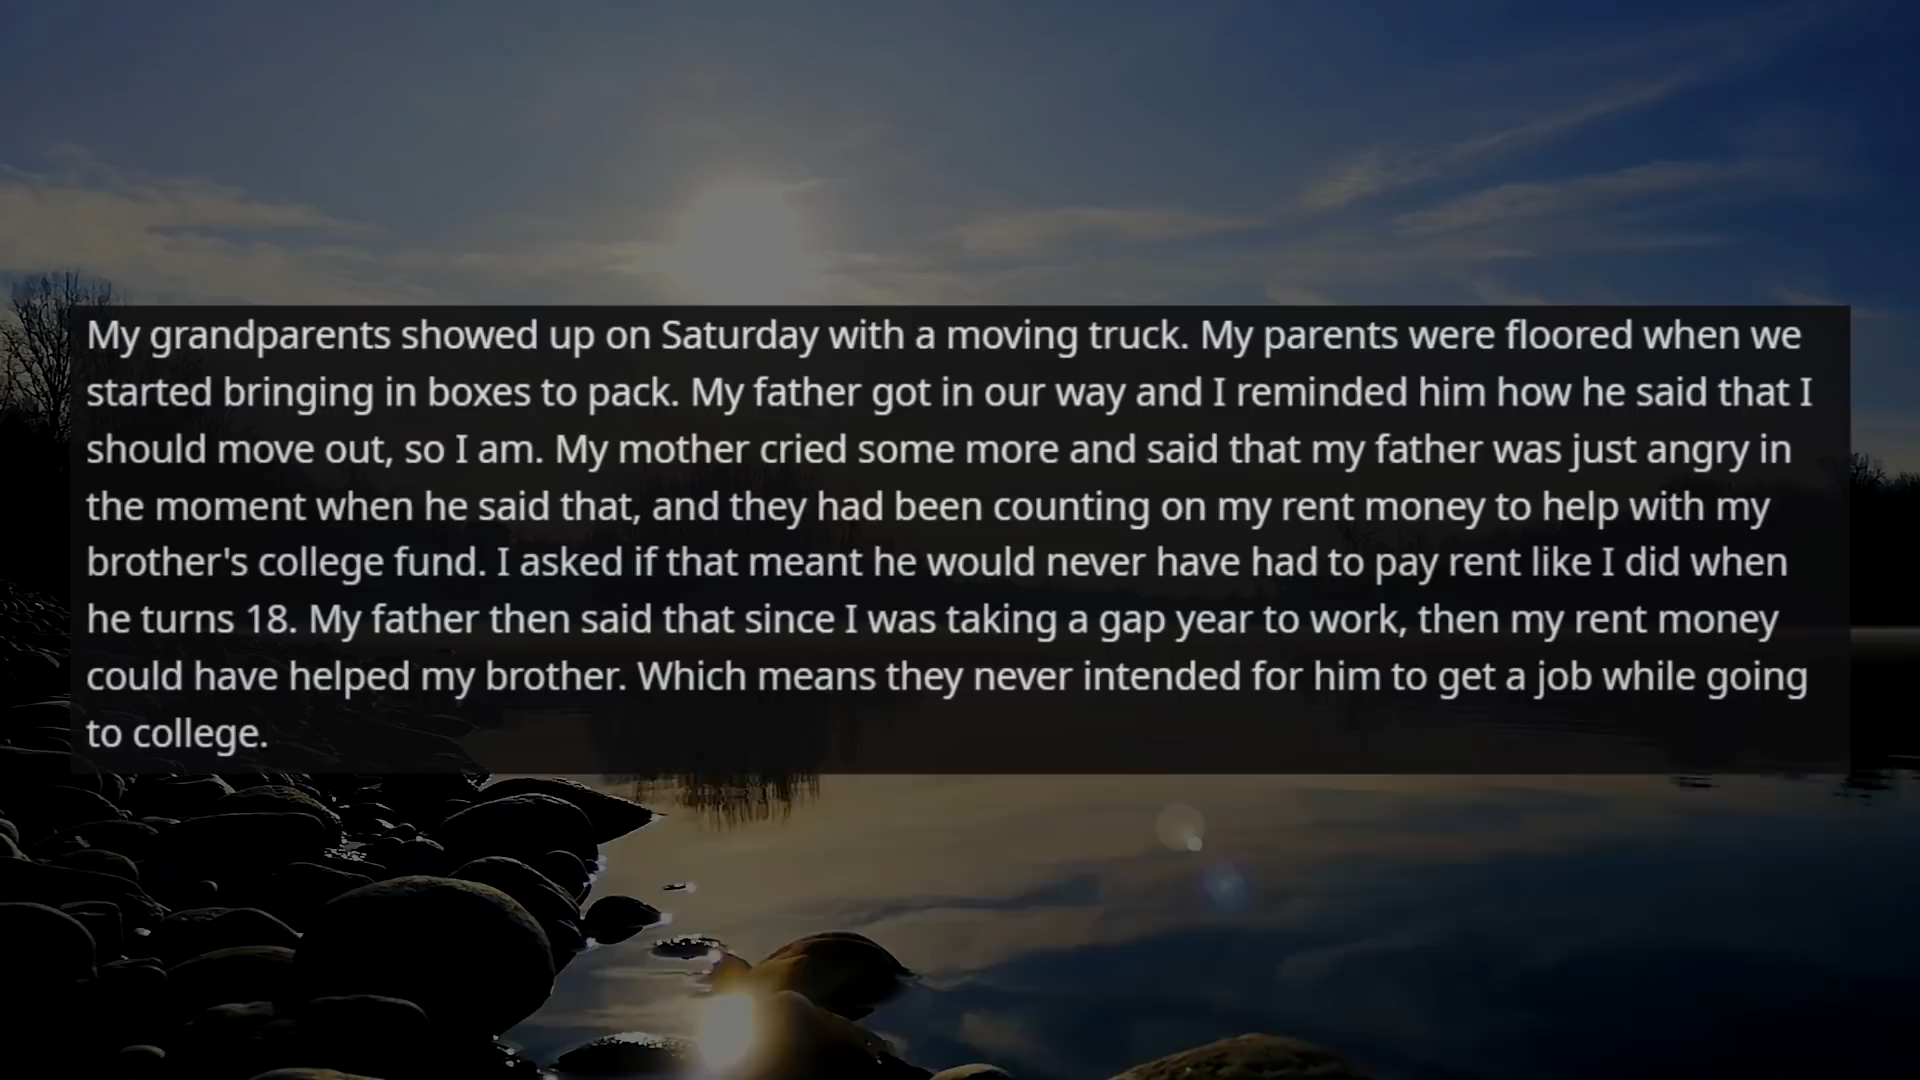 My grandparents showed up on Saturday with a moving truck. My parents were floored when we
started bringing in boxes to pack. My father got in our way and I reminded him how he said that I
should move out, so I am. My mother cried some more and said that my father was just angry in
the moment when he said that, and they had been counting on my rent money to help with my
brother's college fund. I asked if that meant he would never have had to pay rent like I did when
he turns 18. My father then said that since I was taking a gap year to work, then my rent money
could have helped my brother. Which means they never intended for him to get a job while going
to college.